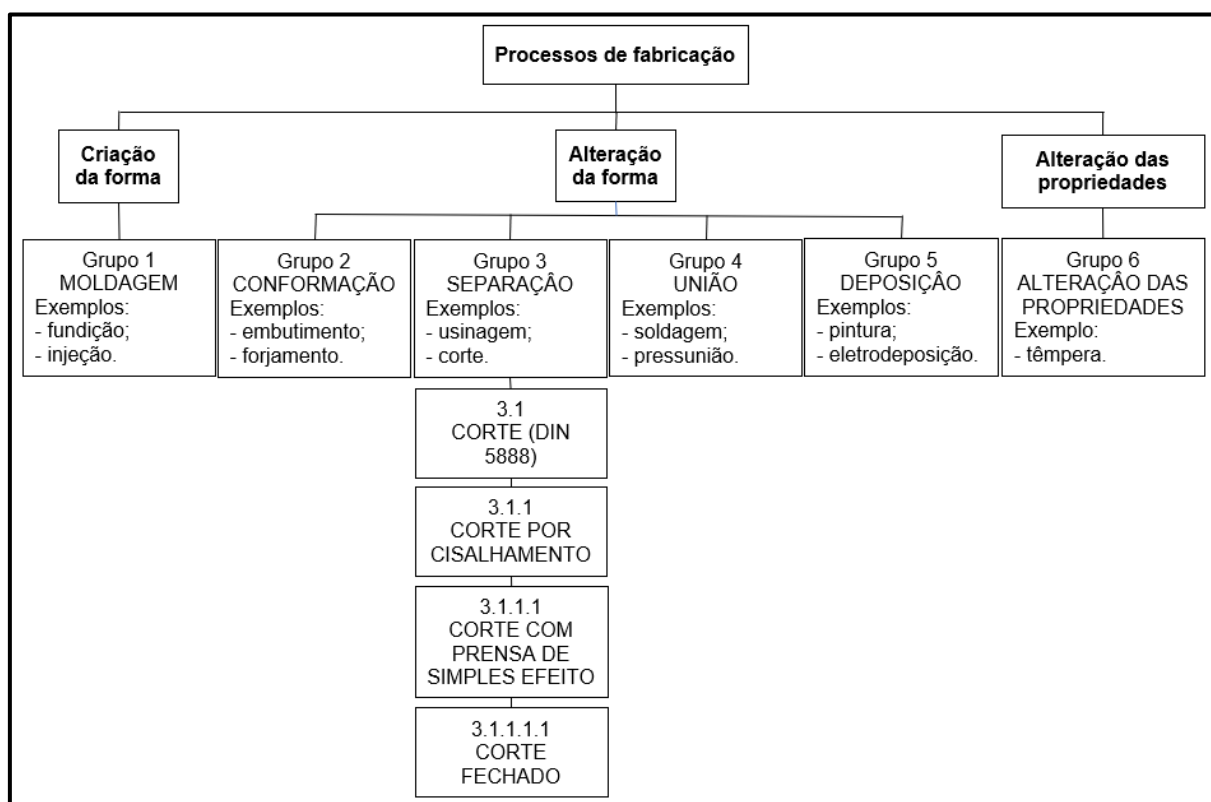 Processos de fabricação
Criação
da forma
Alteração
da forma
Alteração das
propriedades
Grupo 1
MOLDAGEM
Exemplos:
- fundição;
- injeção.
Grupo 2
CONFORMAÇÃO
Exemplos:
- embutimento;
- forjamento.
Grupo 3
SEPARAÇÂO
Exemplos:
- usinagem;
- corte.
Grupo 4
UNIÃO
Exemplos:
- soldagem;
- pressunião.
Grupo 5
DEPOSIÇÂO
Exemplos:
- pintura;
- eletrodeposição.
Grupo 6
ALTERAÇÂO DAS
PROPRIEDADES
Exemplo:
- têmpera.
3.1
CORTE (DIN
5888)
3.1.1
CORTE POR
CISALHAMENTO
3.1.1.1
CORTE COM
PRENSA DE
SIMPLES EFEITO
3.1.1.1.1
CORTE
FECHADO